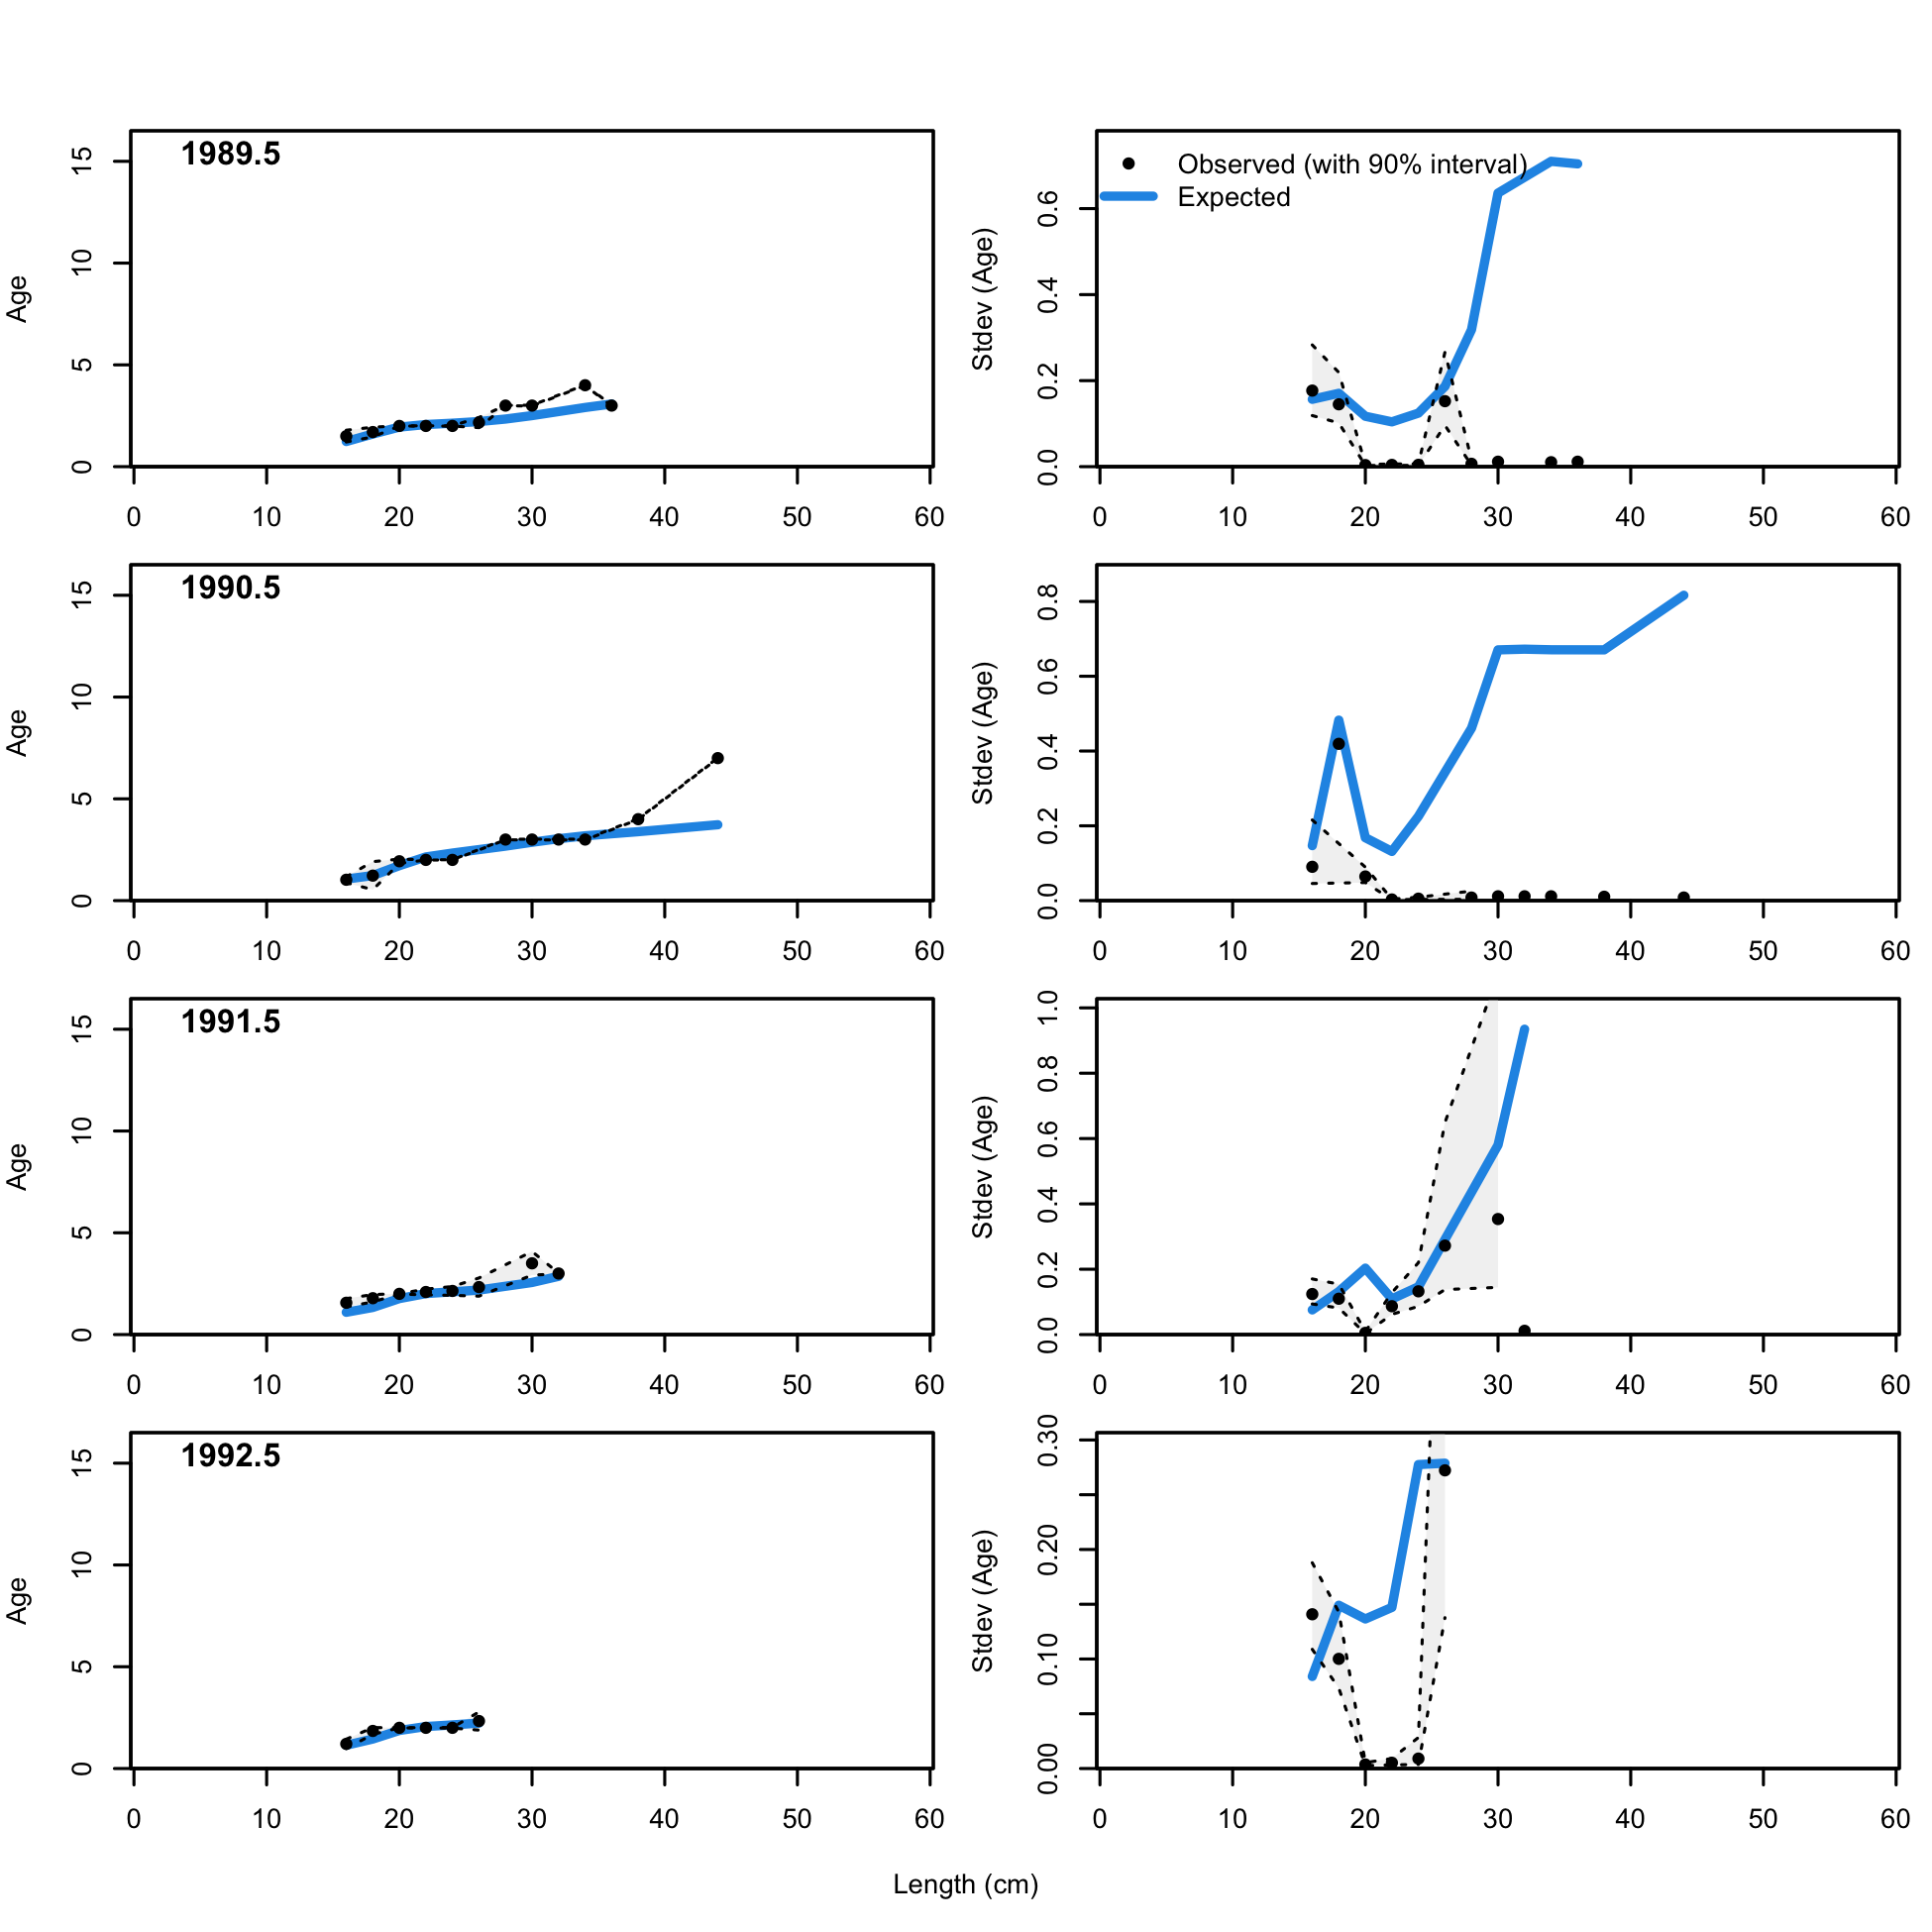 1989.5
Age
0 5 10 15
0 10 20 30 40 50 60
Observed (with 90% interval)
Expected
Stdev (Age)
0.0 0.2 0.4 0.6
0 10 20 30 40 50 60
1990.5
Age
0 5 10 15
0 10 20 30 40 50 60
Stdev (Age)
0.0 0.2 0.4 0.6 0.8
0 10 20 30 40 50 60
1991.5
Age
0 5 10 15
0 10 20 30 40 50 60
Stdev (Age)
0.0 0.2 0.4 0.6 0.8 1.0
0 10 20 30 40 50 60
1992.5
Age
0 5 10 15
0 10 20 30 40 50 60
Stdev (Age)
0.00 0.10 0.20 0.30
0 10 20 30 40 50 60
Length (cm)